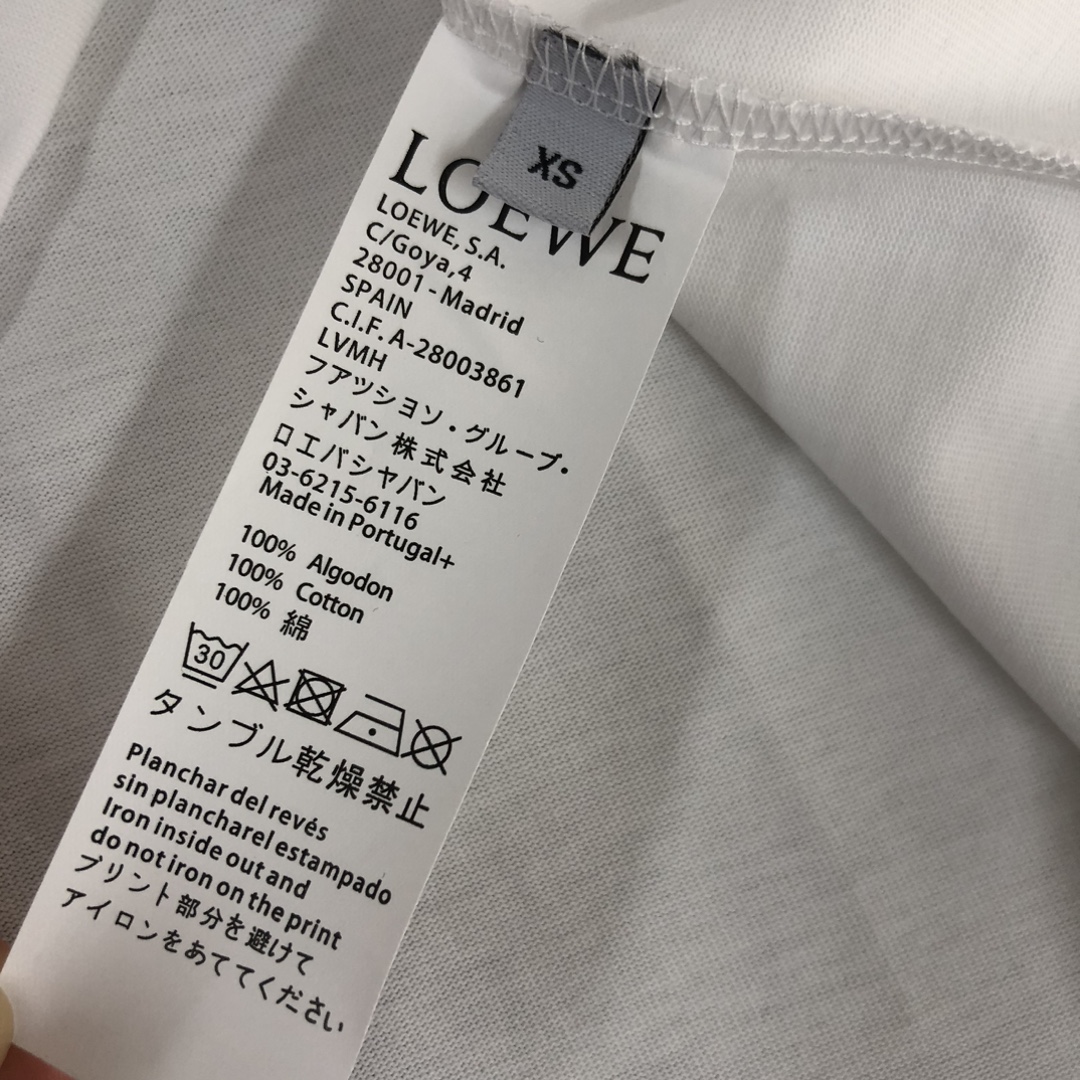 XS
LOEWE
LOEWE, S.A.
C/Goya,4
28001 - Madrid
SPAIN
C.I.F. A-28003861
LVMH
フアツション・グループ・
シャバン株式会社
ロエバシヤバン
03-6215-6116
Made in Portugal+
100% Algodon
100% Cotton
100% 綿
30
タンブル乾燥禁止
Planchar del revés
sin plancharel estampado
Iron inside out and
do not iron on the print
プリント部分を避けて
アイロンをあててください